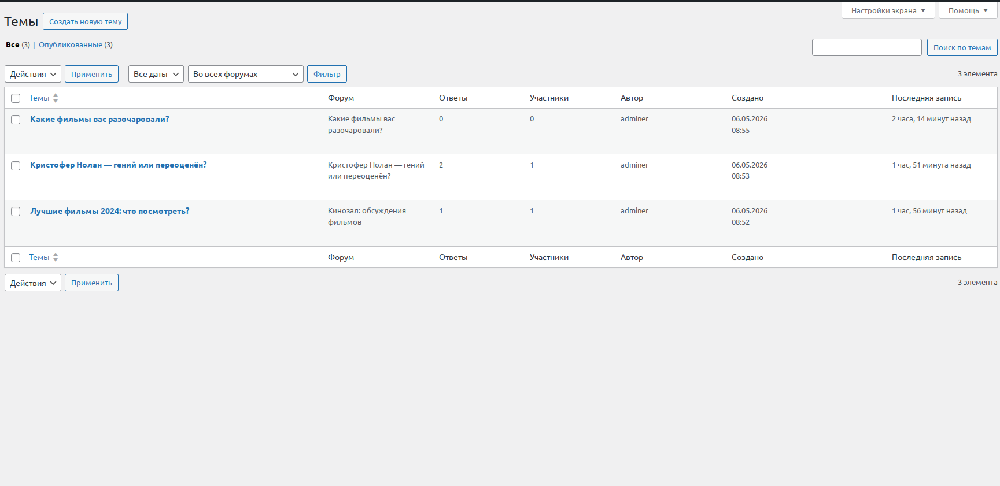 Настройки экрана
Помощь
Темы Создать новую тему
Все (3) | Опубликованные (3)
Поиск по темам
Действия Применить Все даты Во всех форумах Фильтр 3 элемента
Темы Форум Ответы Участники Автор Создано Последняя запись
Какие фильмы вас разочаровали? Какие фильмы вас 0 0 adminer 06.05.2026 2 часа, 14 минут назад
разочаровали? 08:55
Кристофер Нолан — гений или переоценён? Кристофер Нолан — гений 2 1 adminer 06.05.2026 1 час, 51 минута назад
или переоценён? 08:53
Лучшие фильмы 2024: что посмотреть? Кинозал: обсуждения 1 1 adminer 06.05.2026 1 час, 56 минут назад
фильмов 08:52
Темы Форум Ответы Участники Автор Создано Последняя запись
Действия Применить 3 элемента